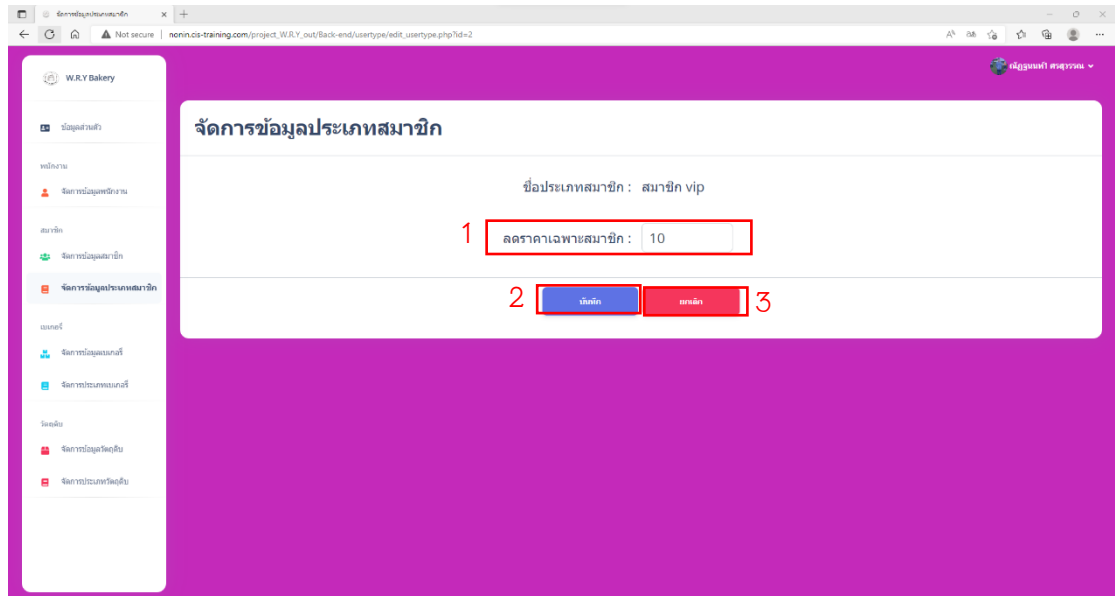 จัดการข้อมูลประเภทสมาชิก
Not secure | nonin.cis-training.com/project_W.R.Y_out/Back-end/usertype/edit_usertype.php?id=2
W.R.Y Bakery
ข้อมูลส่วนตัว
พนักงาน
จัดการข้อมูลพนักงาน
สมาชิก
จัดการข้อมูลสมาชิก
จัดการข้อมูลประเภทสมาชิก
เบเกอรี่
จัดการข้อมูลเบเกอรี่
จัดการประเภทเบเกอรี่
วัตถุดิบ
จัดการข้อมูลวัตถุดิบ
จัดการประเภทวัตถุดิบ
จัดการข้อมูลประเภทสมาชิก
ชื่อประเภทสมาชิก : สมาชิก vip
1 ลดราคาเฉพาะสมาชิก : 10
2 บันทึก ยกเลิก 3